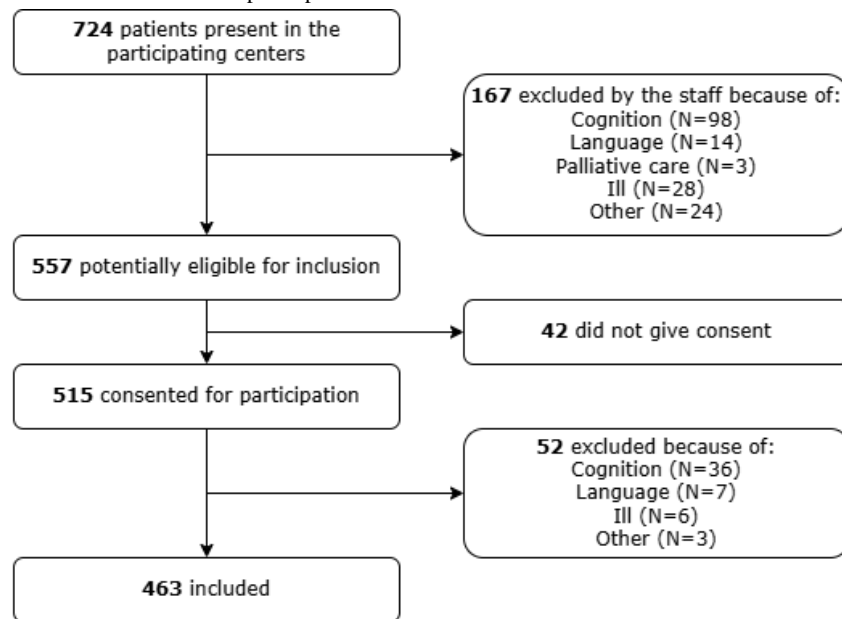 724 patients present in the
participating centers
167 excluded by the staff because of:
Cognition (N=98)
Language (N=14)
Palliative care (N=3)
Ill (N=28)
Other (N=24)
557 potentially eligible for inclusion
42 did not give consent
515 consented for participation
52 excluded because of:
Cognition (N=36)
Language (N=7)
Ill (N=6)
Other (N=3)
463 included